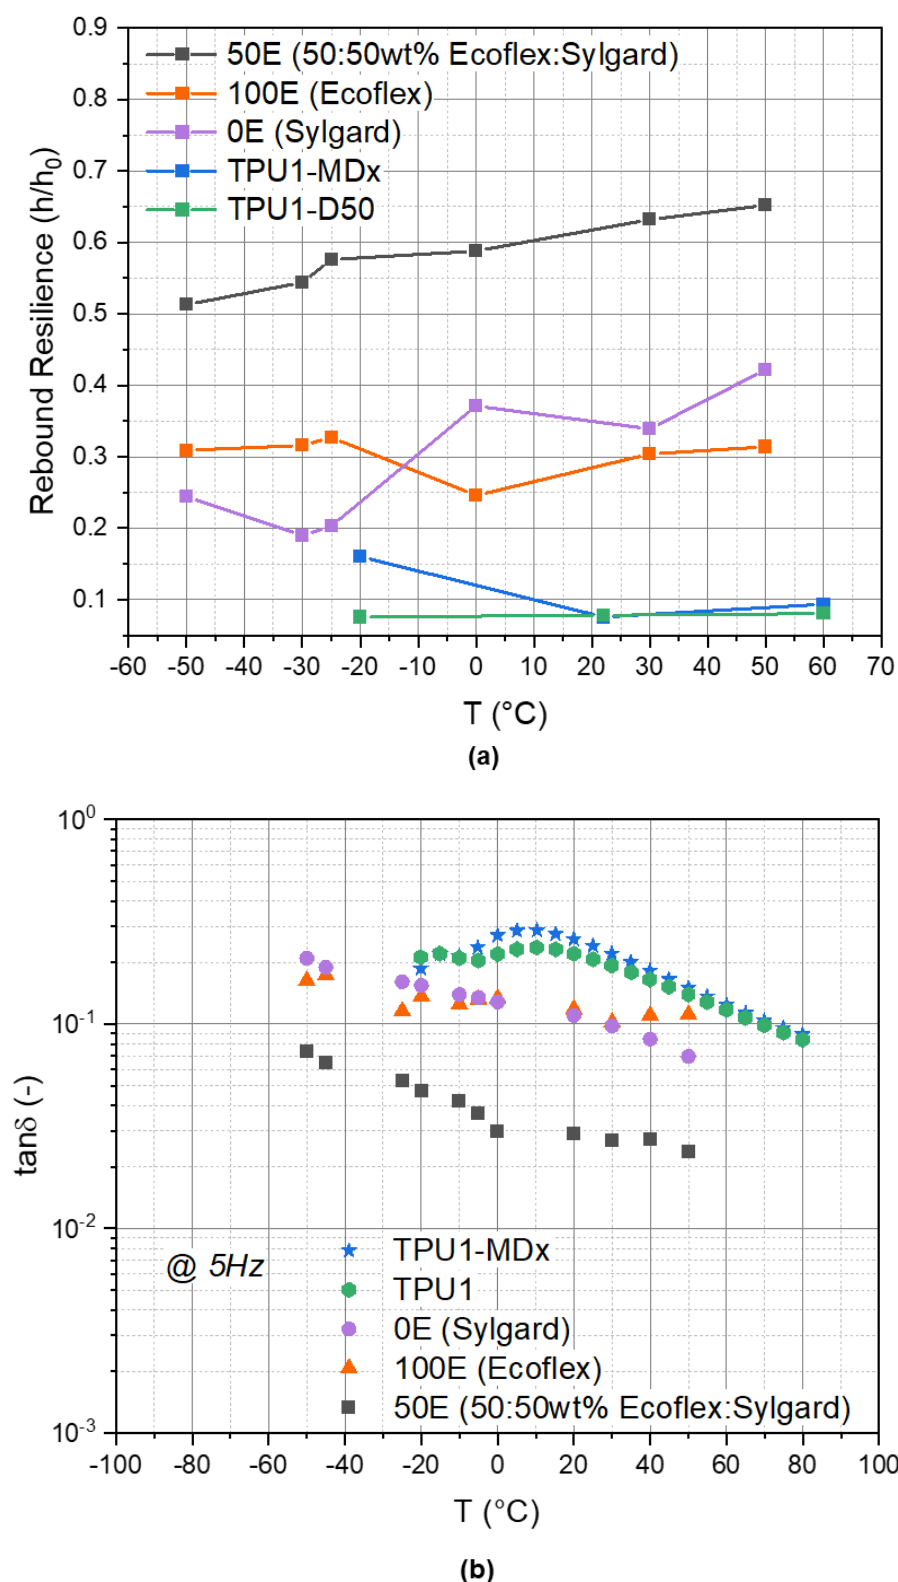 0.9
0.8
0.7
0.6
0.5
0.4
0.3
0.2
0.1
Rebound Resilience (h/h₀)
50E (50:50wt% Ecoflex:Sylgard)
100E (Ecoflex)
0E (Sylgard)
TPU1-MDx
TPU1-D50
-60 -50 -40 -30 -20 -10 0 10 20 30 40 50 60 70
T (°C)
(a)
10⁰
10⁻¹
10⁻²
10⁻³
tanδ (-)
@ 5Hz
TPU1-MDx
TPU1
0E (Sylgard)
100E (Ecoflex)
50E (50:50wt% Ecoflex:Sylgard)
-100 -80 -60 -40 -20 0 20 40 60 80 100
T (°C)
(b)